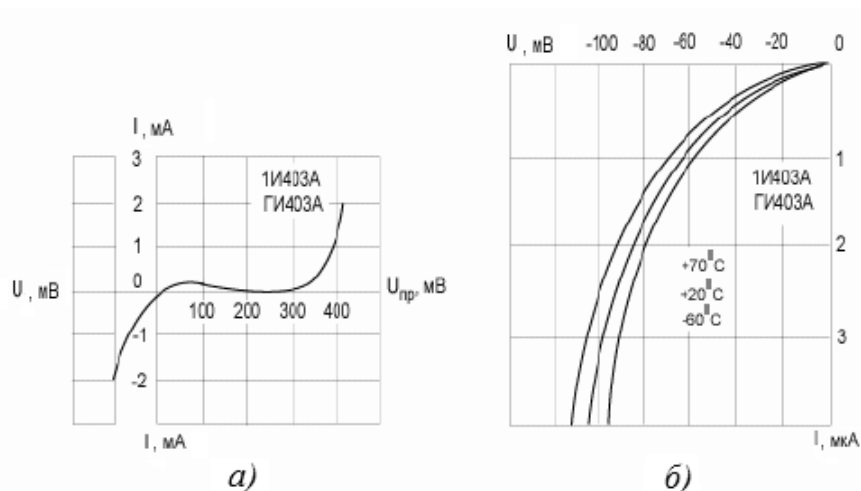 I , мА
3
1И403А
ГИ403А
2
1
0
U , мВ
Uпр, мВ
100 200 300 400
-1
-2
I , мА
а)
U , мВ -100 -80 -60 -40 -20 0
1
1И403А
ГИ403А
2
+70°С
+20°С
-60°С
3
I , мкА
б)